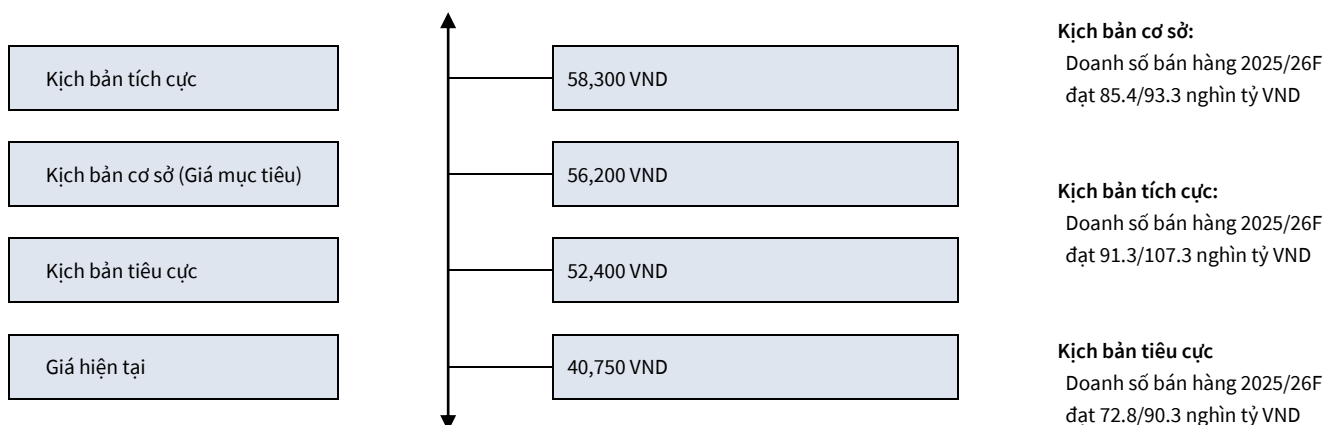 Kịch bản tích cực
58,300 VND
Kịch bản cơ sở (Giá mục tiêu)
56,200 VND
Kịch bản tiêu cực
52,400 VND
Giá hiện tại
40,750 VND
Kịch bản cơ sở:
Doanh số bán hàng 2025/26F
đạt 85.4/93.3 nghìn tỷ VND
Kịch bản tích cực:
Doanh số bán hàng 2025/26F
đạt 91.3/107.3 nghìn tỷ VND
Kịch bản tiêu cực
Doanh số bán hàng 2025/26F
đạt 72.8/90.3 nghìn tỷ VND